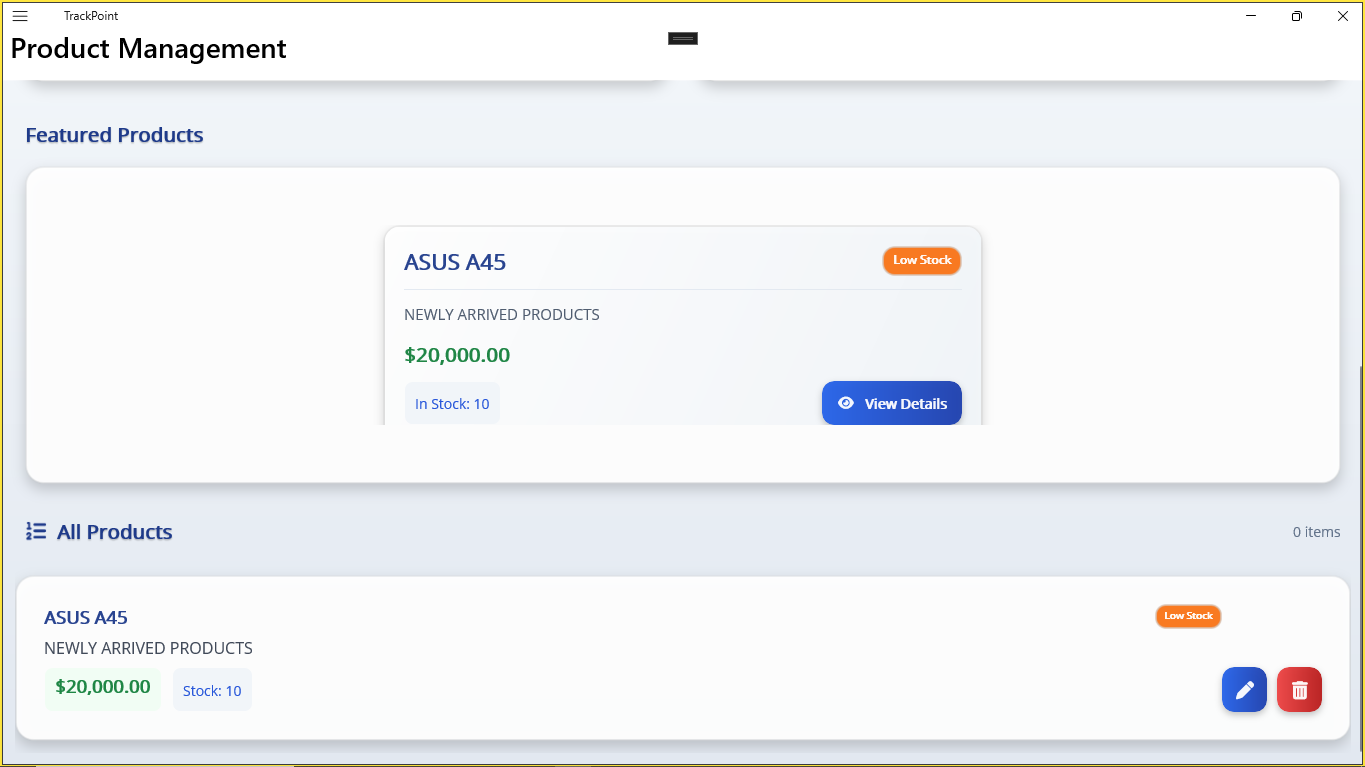 TrackPoint
Product Management
Featured Products
ASUS A45
Low Stock
NEWLY ARRIVED PRODUCTS
$20,000.00
In Stock: 10
View Details
All Products
0 items
ASUS A45
Low Stock
NEWLY ARRIVED PRODUCTS
$20,000.00
Stock: 10